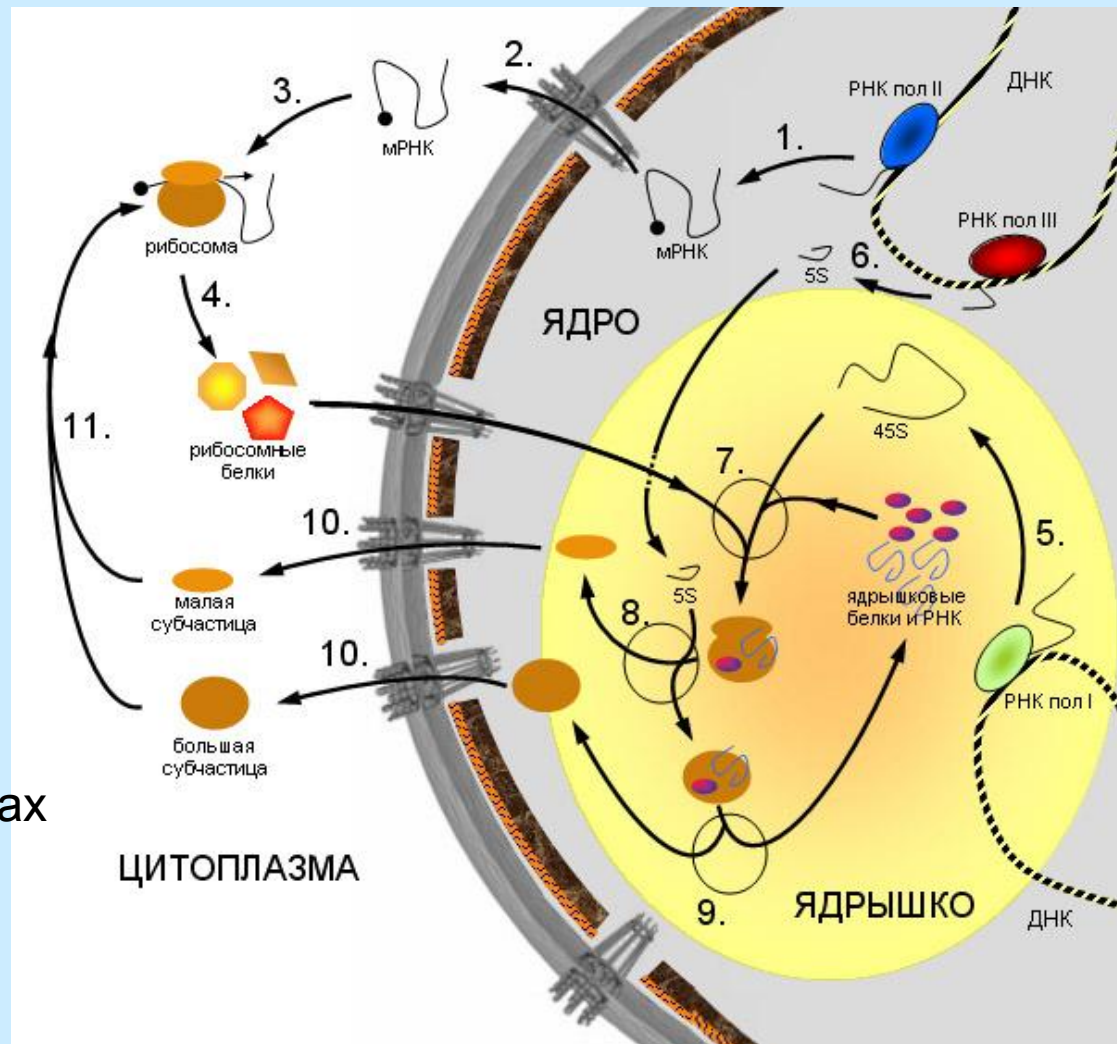 2.
3.
мРНК
рибосома
4.
рибосомные
белки
11.
10.
малая
субчастица
10.
большая
субчастица
ах
ЦИТОПЛАЗМА
ЯДРО
1.
мРНК
РНК пол II
ДНК
РНК пол III
6.
5S
45S
7.
5.
ядрышковые
белки и РНК
5S
8.
РНК пол I
9.
ЯДРЫШКО
ДНК